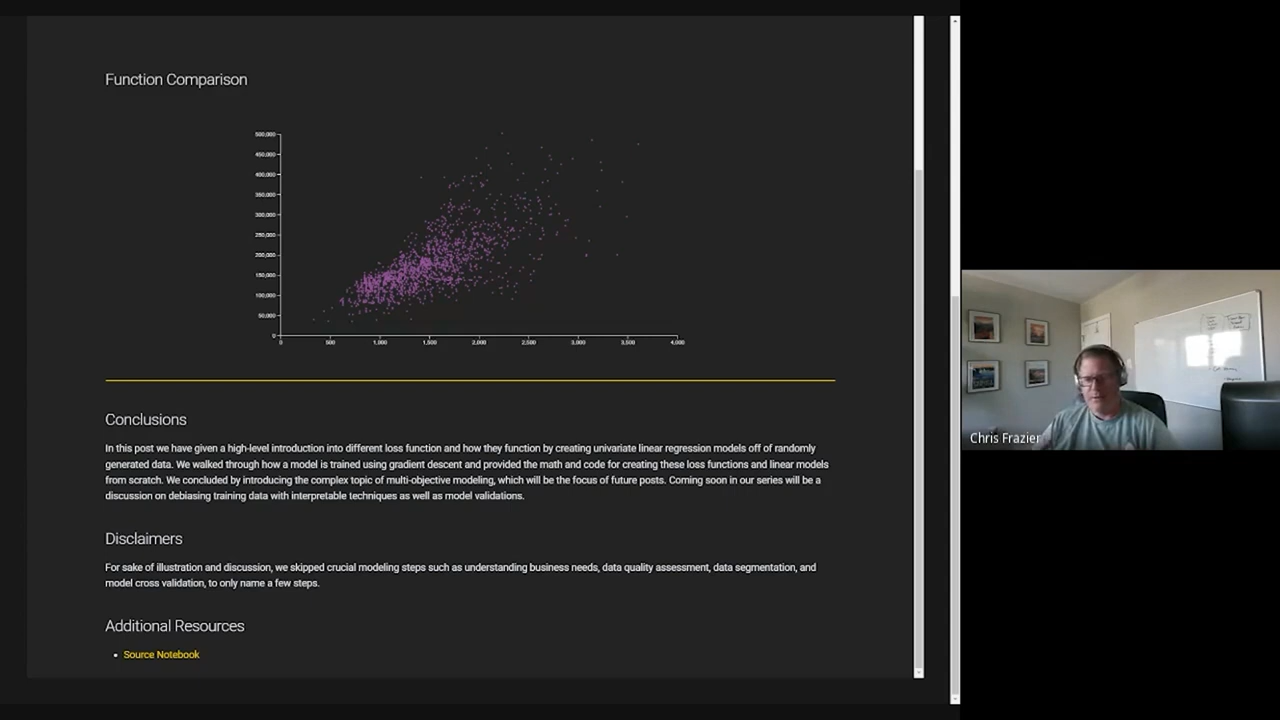 Function Comparison
500,000
450,000
400,000
350,000
300,000
250,000
200,000
150,000
100,000
50,000
0
0 500 1,000 1,500 2,000 2,500 3,000 3,500 4,000
Conclusions
In this post we have given a high-level introduction into different loss function and how they function by creating univariate linear regression models off of randomly
generated data. We walked through how a model is trained using gradient descent and provided the math and code for creating these loss functions and linear models
from scratch. We concluded by introducing the complex topic of multi-objective modeling, which will be the focus of future posts. Coming soon in our series will be a
discussion on debiasing training data with interpretable techniques as well as model validations.
Disclaimers
For sake of illustration and discussion, we skipped crucial modeling steps such as understanding business needs, data quality assessment, data segmentation, and
model cross validation, to only name a few steps.
Additional Resources
• Source Notebook
Chris Frazier